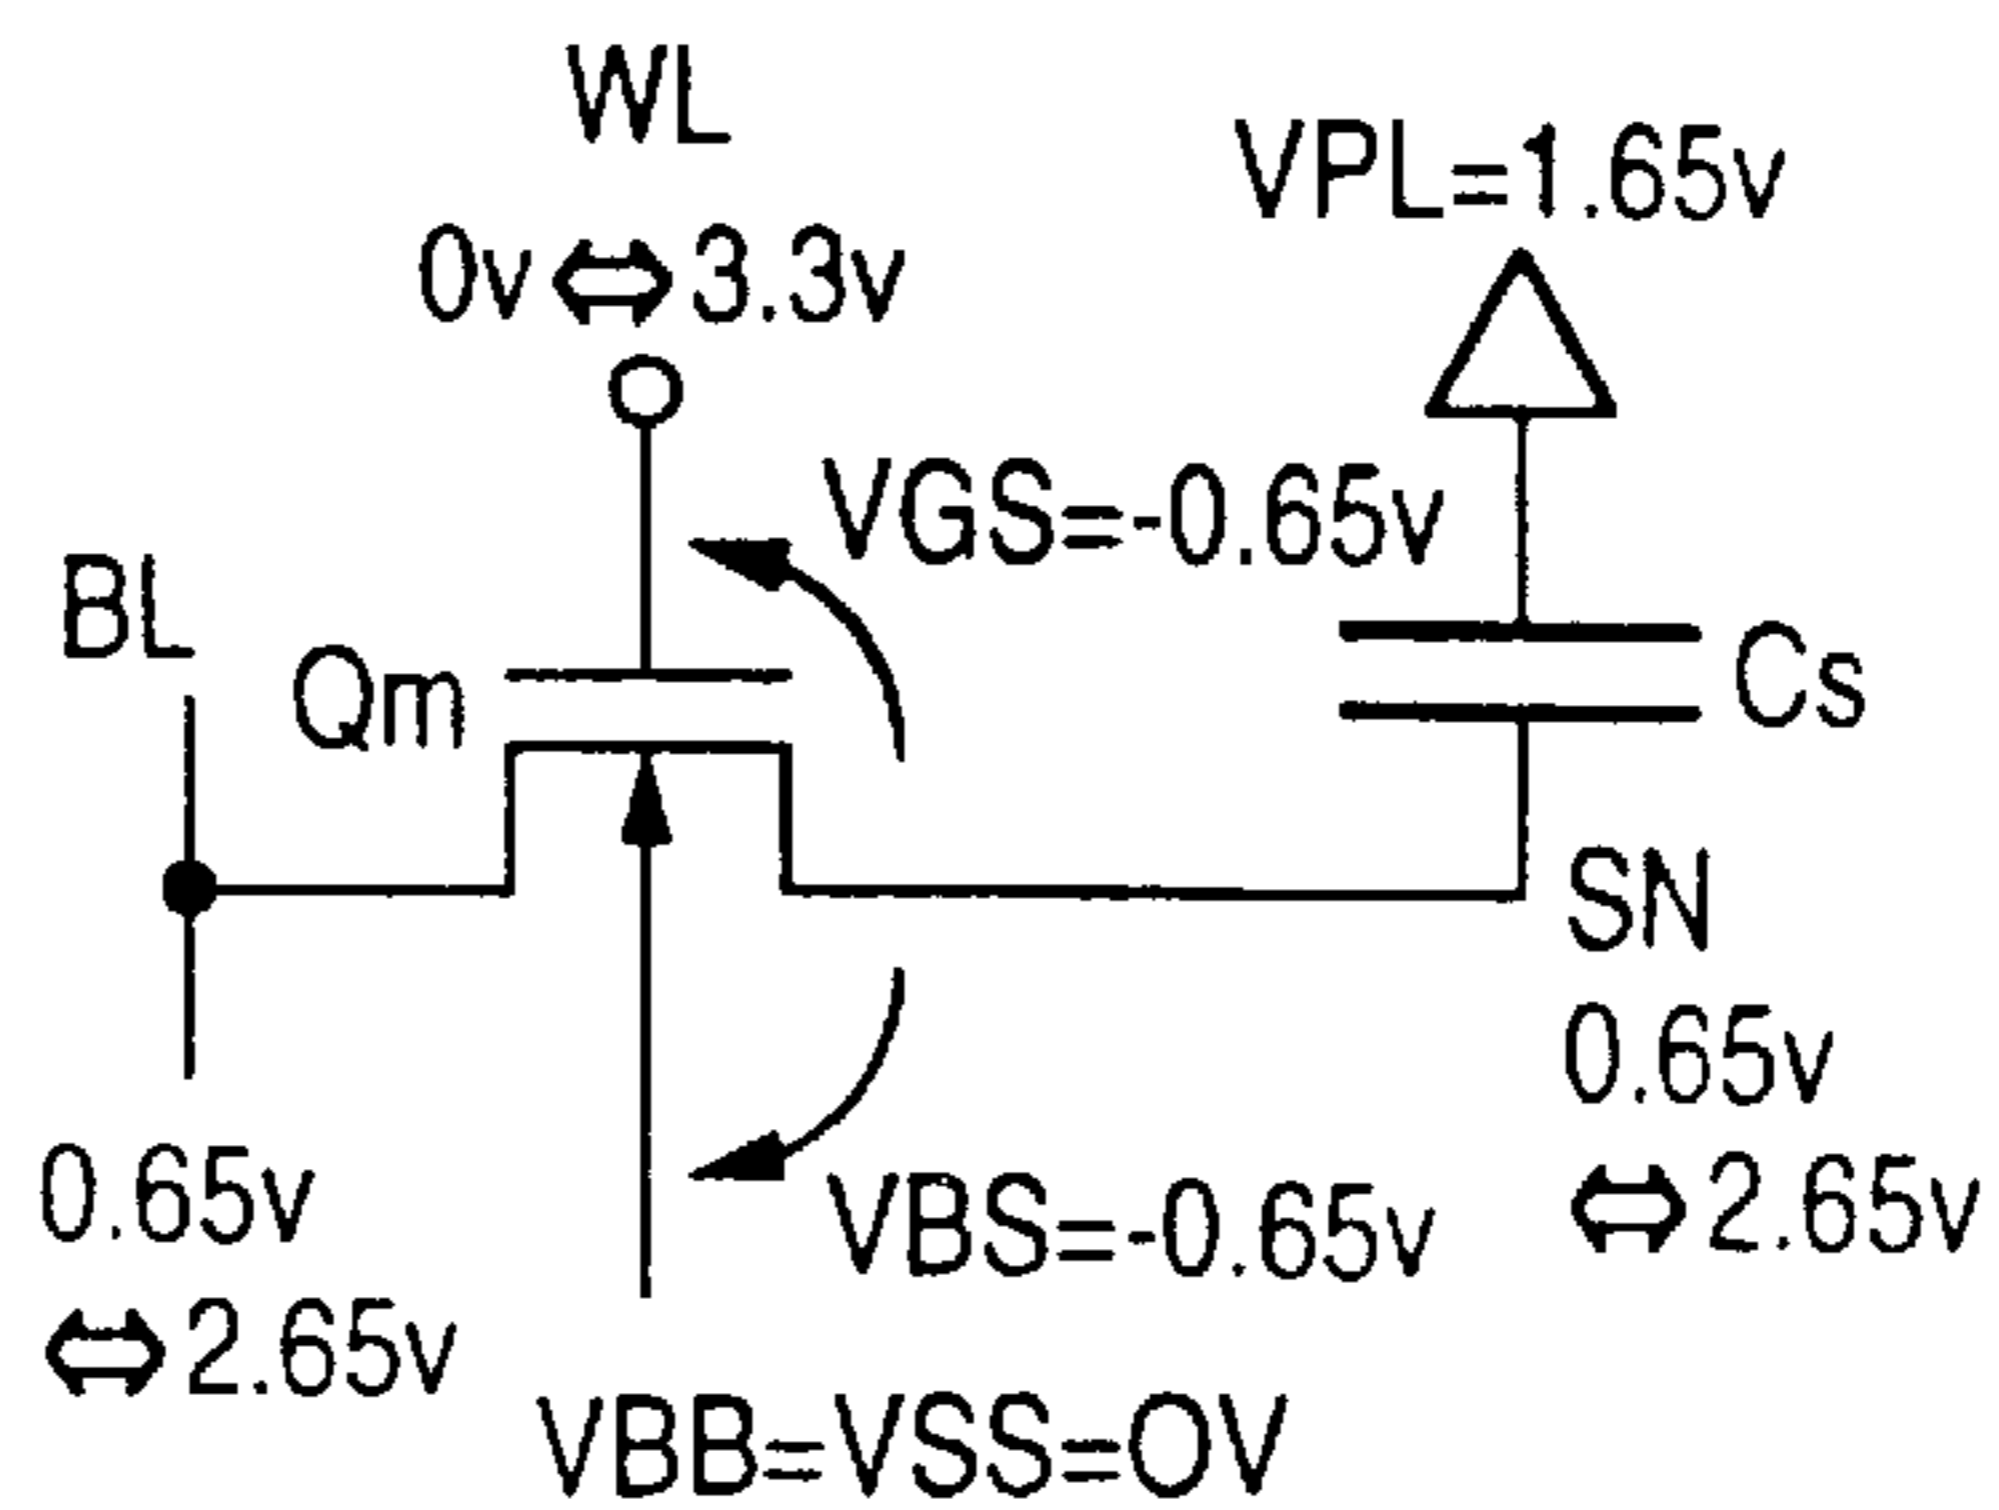 WL
0v ⇔ 3.3v
VPL=1.65v
VGS=-0.65v
BL
Qm
Cs
SN
0.65v
⇔ 2.65v
0.65v
⇔ 2.65v
VBS=-0.65v
VBB=VSS=OV